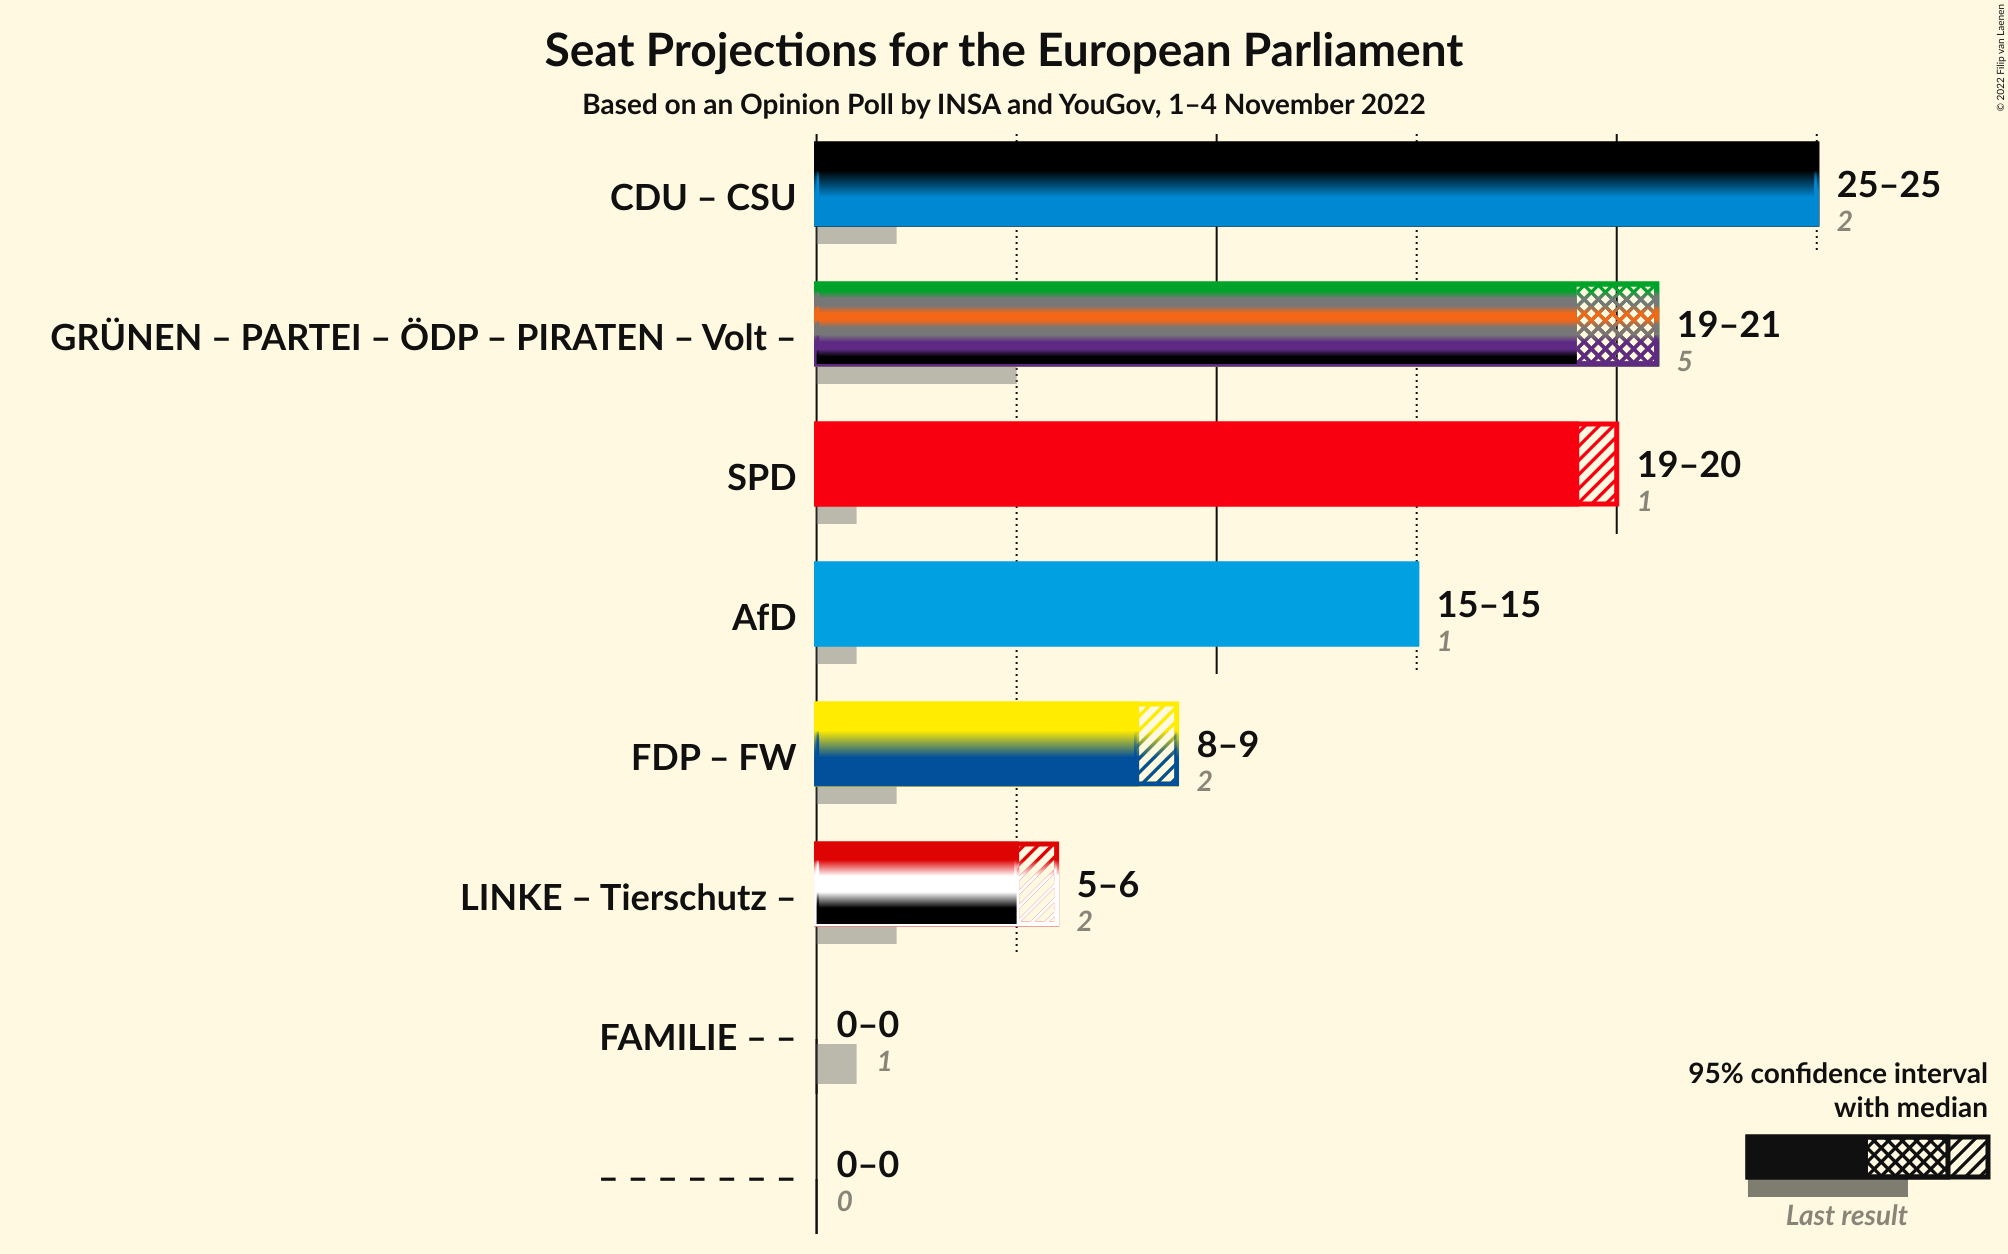 Seat Projections for the European Parliament
Based on an Opinion Poll by INSA and YouGov, 1–4 November 2022
© 2022 Filip van Laenen
CDU – CSU
25–25
2
GRÜNEN – PARTEI – ÖDP – PIRATEN – Volt –
19–21
5
SPD
19–20
1
AfD
15–15
1
FDP – FW
8–9
2
LINKE – Tierschutz –
5–6
2
FAMILIE – –
0–0
1
– – – – – – –
0–0
0
95% confidence interval
with median
Last result